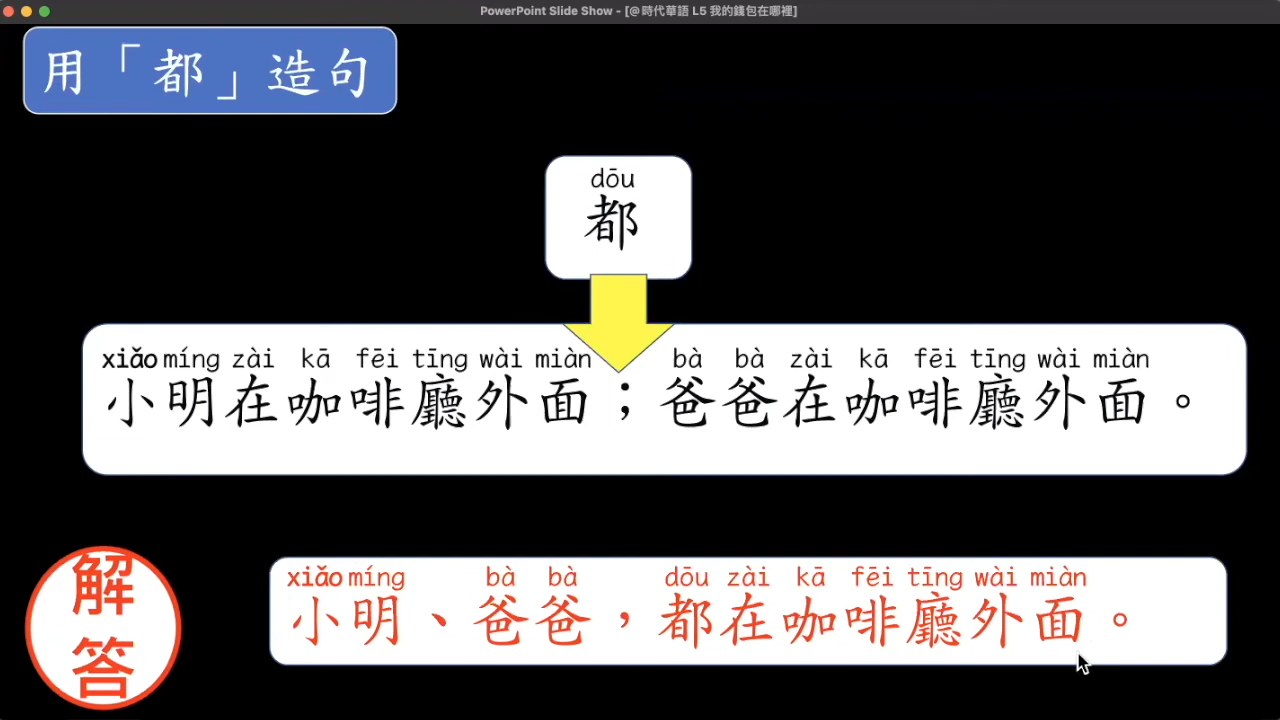 PowerPoint Slide Show - [@時代華語 L5 我的錢包在哪裡]
用「都」造句
dōu
都
xiǎo míng zài kā fēi tīng wài miàn bà bà zài kā fēi tīng wài miàn
小明在咖啡廳外面；爸爸在咖啡廳外面。
解
答
xiǎo míng bà bà dōu zài kā fēi tīng wài miàn
小明、爸爸，都在咖啡廳外面。